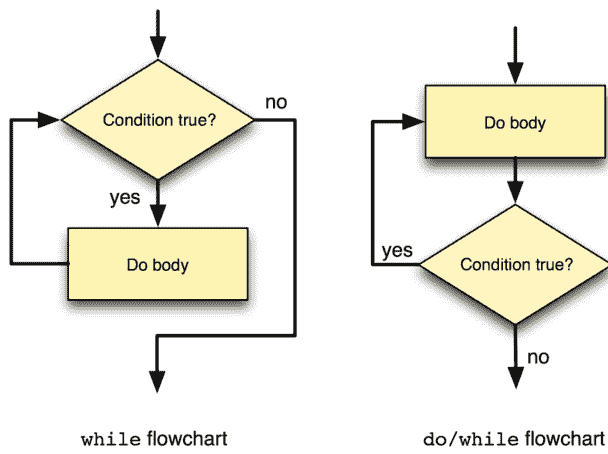 Condition true?
no
yes
Do body
while flowchart
Do body
yes
Condition true?
no
do/while flowchart